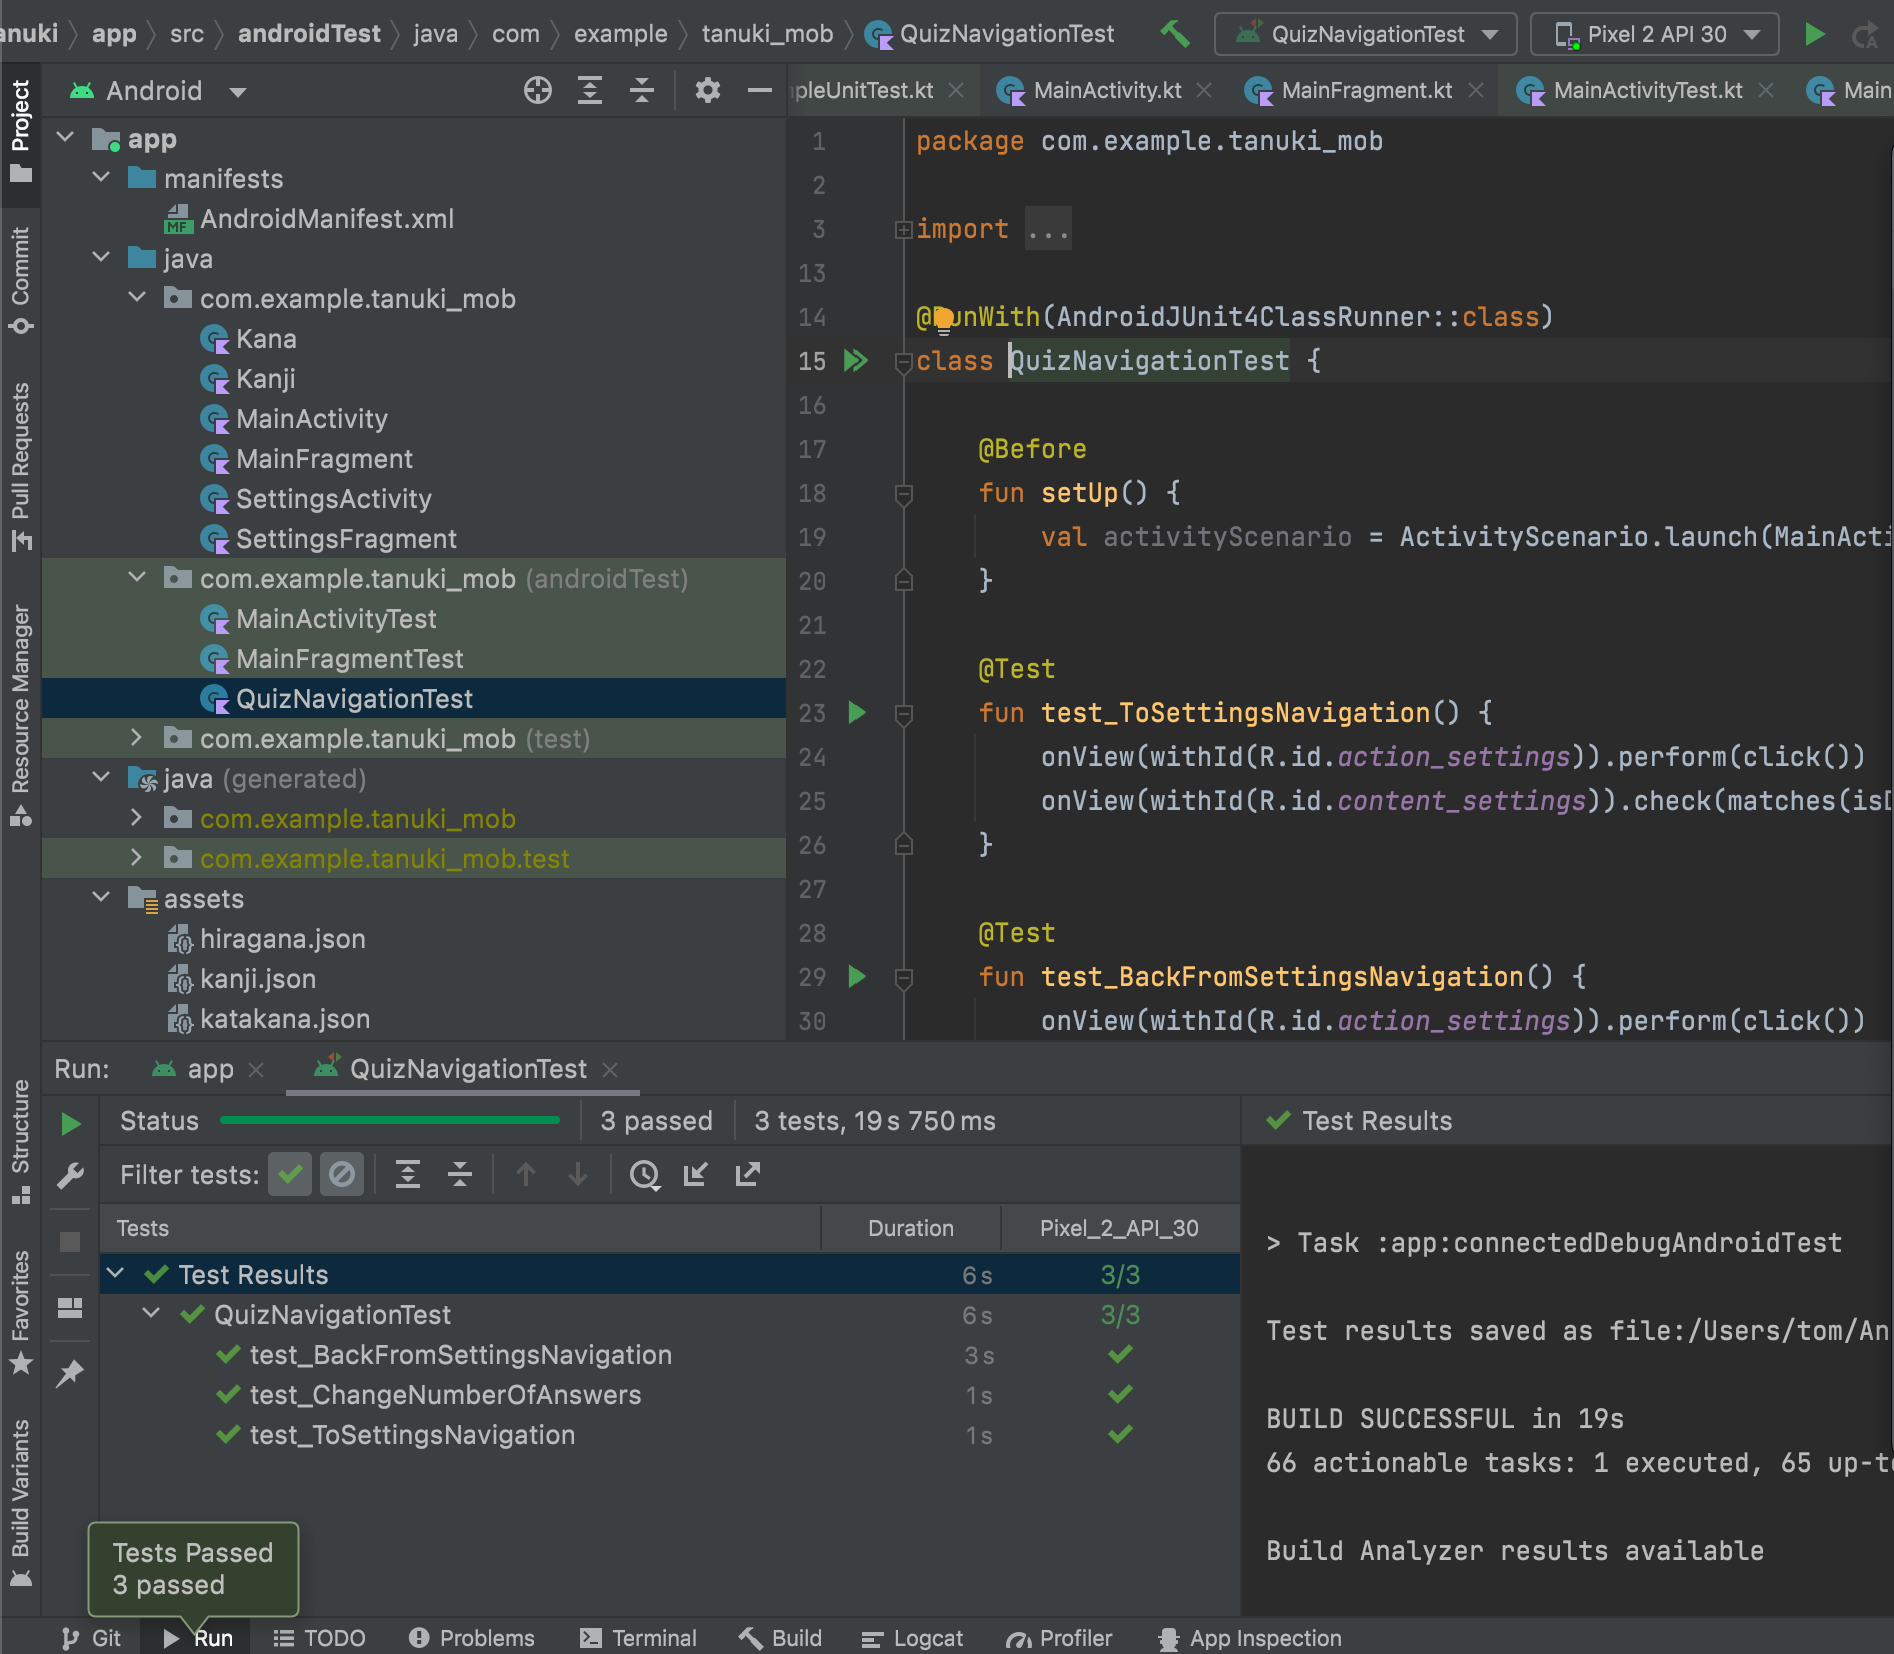 anuki app src androidTest java com example tanuki_mob QuizNavigationTest QuizNavigationTest Pixel 2 API 30
Project
Commit
Pull Requests
Resource Manager
Structure
Favorites
Build Variants
Android
app
manifests
AndroidManifest.xml
java
com.example.tanuki_mob
Kana
Kanji
MainActivity
MainFragment
SettingsActivity
SettingsFragment
com.example.tanuki_mob (androidTest)
MainActivityTest
MainFragmentTest
QuizNavigationTest
com.example.tanuki_mob (test)
java (generated)
com.example.tanuki_mob
com.example.tanuki_mob.test
assets
hiragana.json
kanji.json
katakana.json
pleUnitTest.kt MainActivity.kt MainFragment.kt MainActivityTest.kt Main
1 package com.example.tanuki_mob
2
3 import ...
13
14 @RunWith(AndroidJUnit4ClassRunner::class)
15 class QuizNavigationTest {
16
17 @Before
18 fun setUp() {
19 val activityScenario = ActivityScenario.launch(MainActi
20 }
21
22 @Test
23 fun test_ToSettingsNavigation() {
24 onView(withId(R.id.action_settings)).perform(click())
25 onView(withId(R.id.content_settings)).check(matches(isD
26 }
27
28 @Test
29 fun test_BackFromSettingsNavigation() {
30 onView(withId(R.id.action_settings)).perform(click())
Run: app QuizNavigationTest
Status 3 passed 3 tests, 19 s 750 ms
Filter tests:
Tests Duration Pixel_2_API_30
Test Results 6 s 3/3
QuizNavigationTest 6 s 3/3
test_BackFromSettingsNavigation 3 s
test_ChangeNumberOfAnswers 1 s
test_ToSettingsNavigation 1 s
Test Results
> Task :app:connectedDebugAndroidTest
Test results saved as file:/Users/tom/An
BUILD SUCCESSFUL in 19s
66 actionable tasks: 1 executed, 65 up-to
Build Analyzer results available
Tests Passed
3 passed
Git Run TODO Problems Terminal Build Logcat Profiler App Inspection